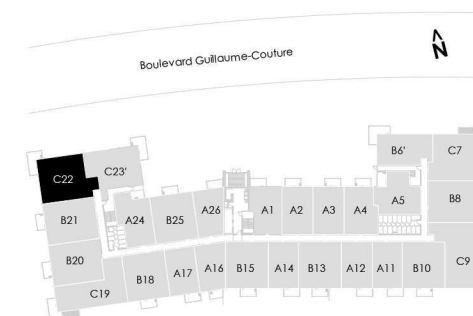 Boulevard Guillaume-Couture
N
B6'
C7
C22
C23'
A5
B8
B21
A24
B25
A26
A1
A2
A3
A4
B20
C9
C19
B18
A17
A16
B15
A14
B13
A12
A11
B10